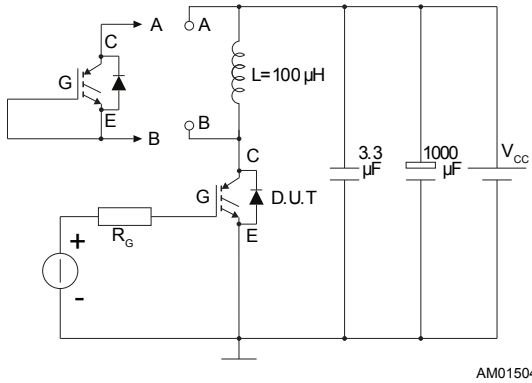 A
A
C
G
L=100 µH
E
B
B
C
3.3 µF
1000 µF
V_CC
G
D.U.T
E
R_G
+
-
AM01504